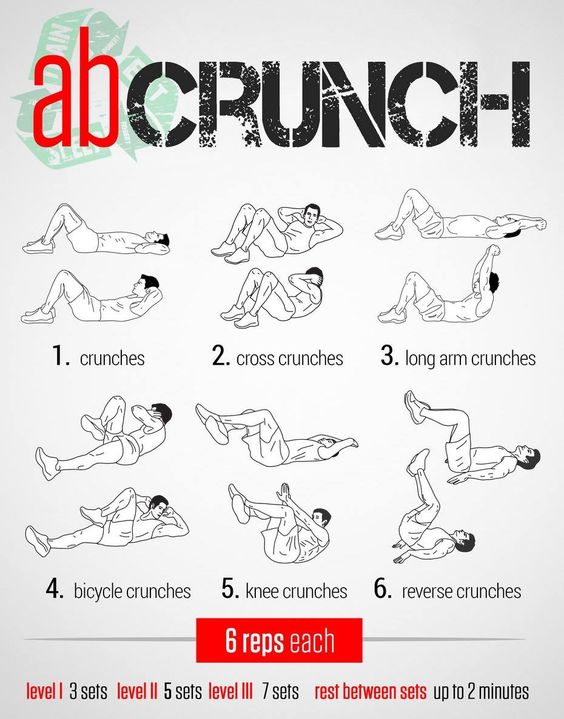 abCRUNCH
1. crunches
2. cross crunches
3. long arm crunches
4. bicycle crunches
5. knee crunches
6. reverse crunches
6 reps each
level I 3 sets level II 5 sets level III 7 sets rest between sets up to 2 minutes